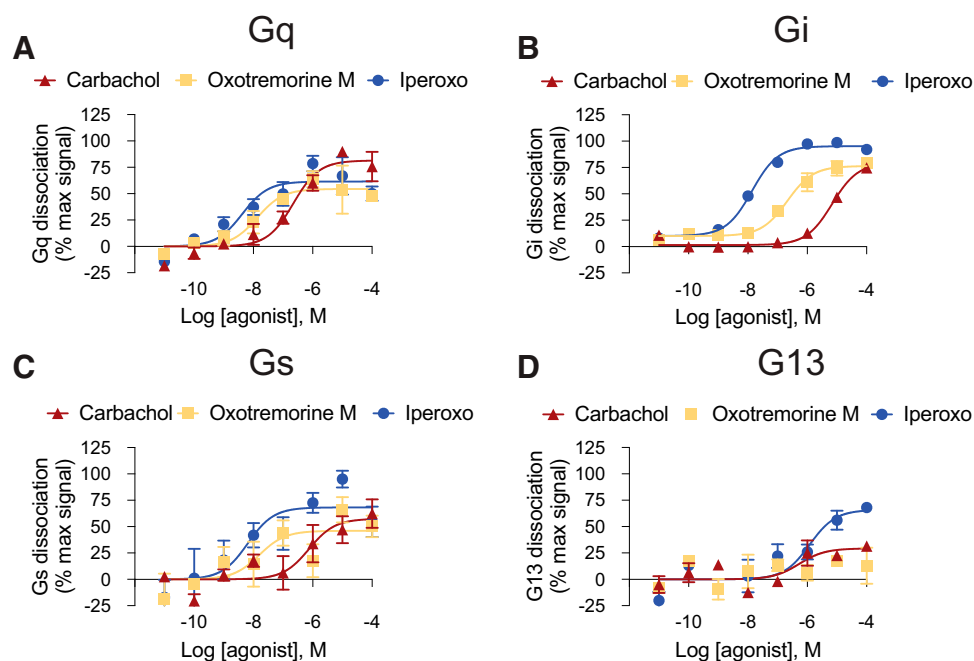 A
Gq
Carbachol Oxotremorine M Iperoxo
Gq dissociation
(% max signal)
125
100
75
50
25
0
-25
-10 -8 -6 -4
Log [agonist], M
B
Gi
Carbachol Oxotremorine M Iperoxo
Gi dissociation
(% max signal)
125
100
75
50
25
0
-25
-10 -8 -6 -4
Log [agonist], M
C
Gs
Carbachol Oxotremorine M Iperoxo
Gs dissociation
(% max signal)
125
100
75
50
25
0
-25
-10 -8 -6 -4
Log [agonist], M
D
G13
Carbachol Oxotremorine M Iperoxo
G13 dissociation
(% max signal)
125
100
75
50
25
0
-25
-10 -8 -6 -4
Log [agonist], M